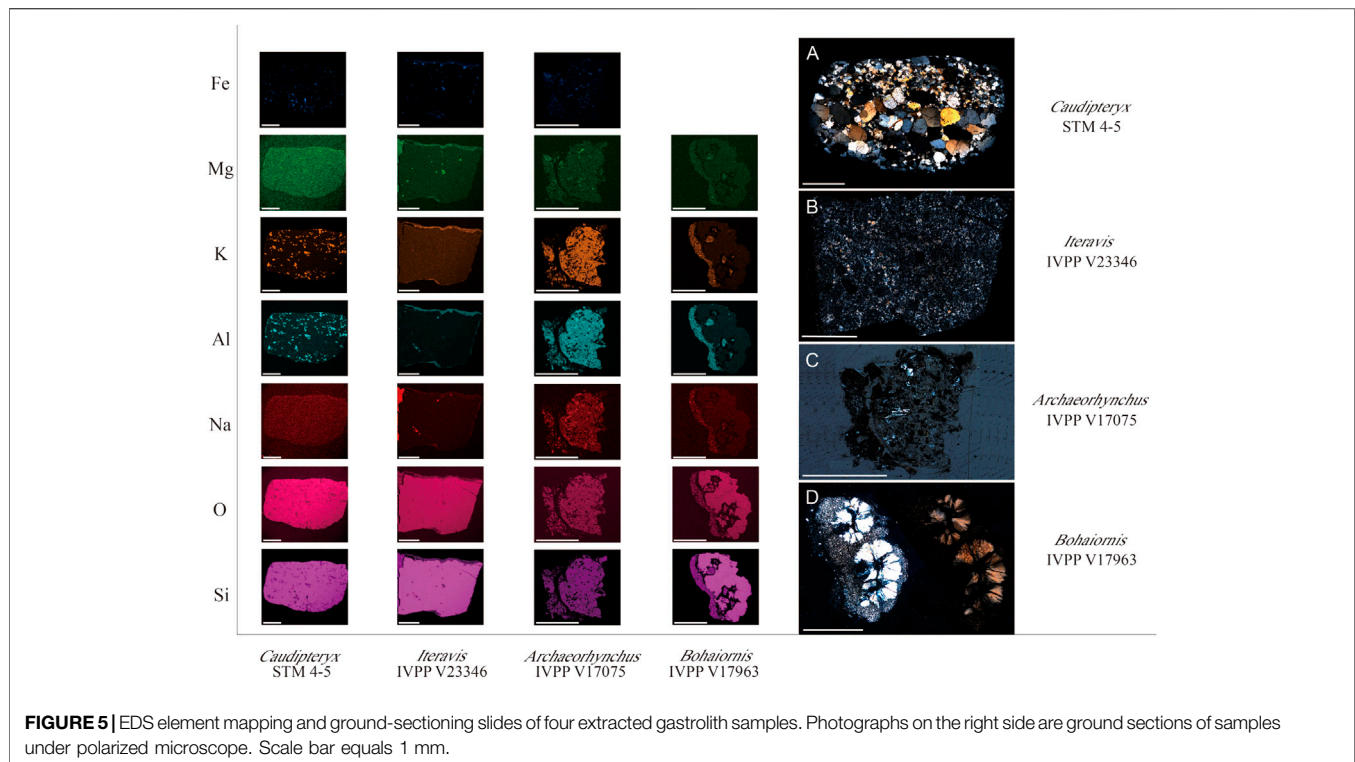 Fe
Mg
K
Al
Na
O
Si
Caudipteryx
STM 4-5
Iteravis
IVPP V23346
Archaeorhynchus
IVPP V17075
Bohaiornis
IVPP V17963
A
Caudipteryx
STM 4-5
B
Iteravis
IVPP V23346
C
Archaeorhynchus
IVPP V17075
D
Bohaiornis
IVPP V17963
FIGURE 5 | EDS element mapping and ground-sectioning slides of four extracted gastrolith samples. Photographs on the right side are ground sections of samples
under polarized microscope. Scale bar equals 1 mm.